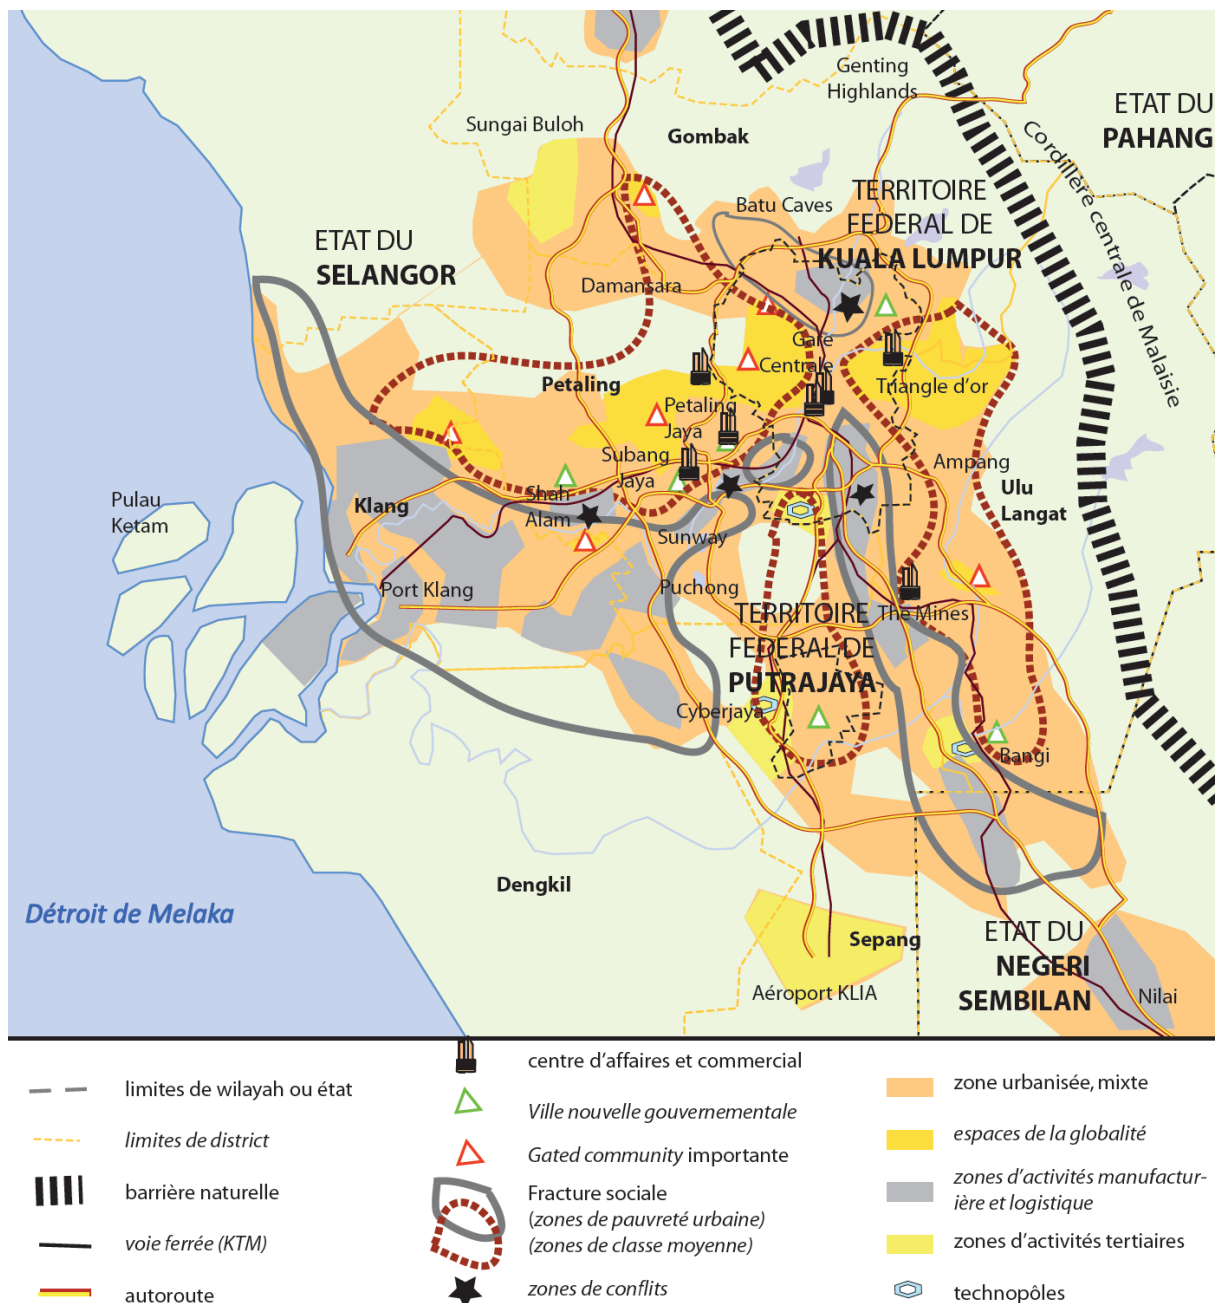 Genting
Highlands
ETAT DU
PAHANG
Sungai Buloh
Gombak
Cordillère centrale de Malaisie
TERRITOIRE
FEDERAL DE
KUALA LUMPUR
Batu Caves
ETAT DU
SELANGOR
Damansara
Gare
Centrale
Petaling
Triangle d'or
Petaling
Jaya
Subang
Jaya
Ampang
Ulu
Langat
Pulau
Ketam
Klang
Shah
Alam
Sunway
Port Klang
Puchong
TERRITOIRE
FEDERAL DE
PUTRAJAYA
The Mines
Cyberjaya
Bangi
Dengkil
Détroit de Melaka
Sepang
ETAT DU
NEGERI
SEMBILAN
Aéroport KLIA
Nilai
limites de wilayah ou état
limites de district
barrière naturelle
voie ferrée (KTM)
autoroute
centre d'affaires et commercial
Ville nouvelle gouvernementale
Gated community importante
Fracture sociale
(zones de pauvreté urbaine)
(zones de classe moyenne)
zones de conflits
zone urbanisée, mixte
espaces de la globalité
zones d'activités manufactur-
ière et logistique
zones d'activités tertiaires
technopôles